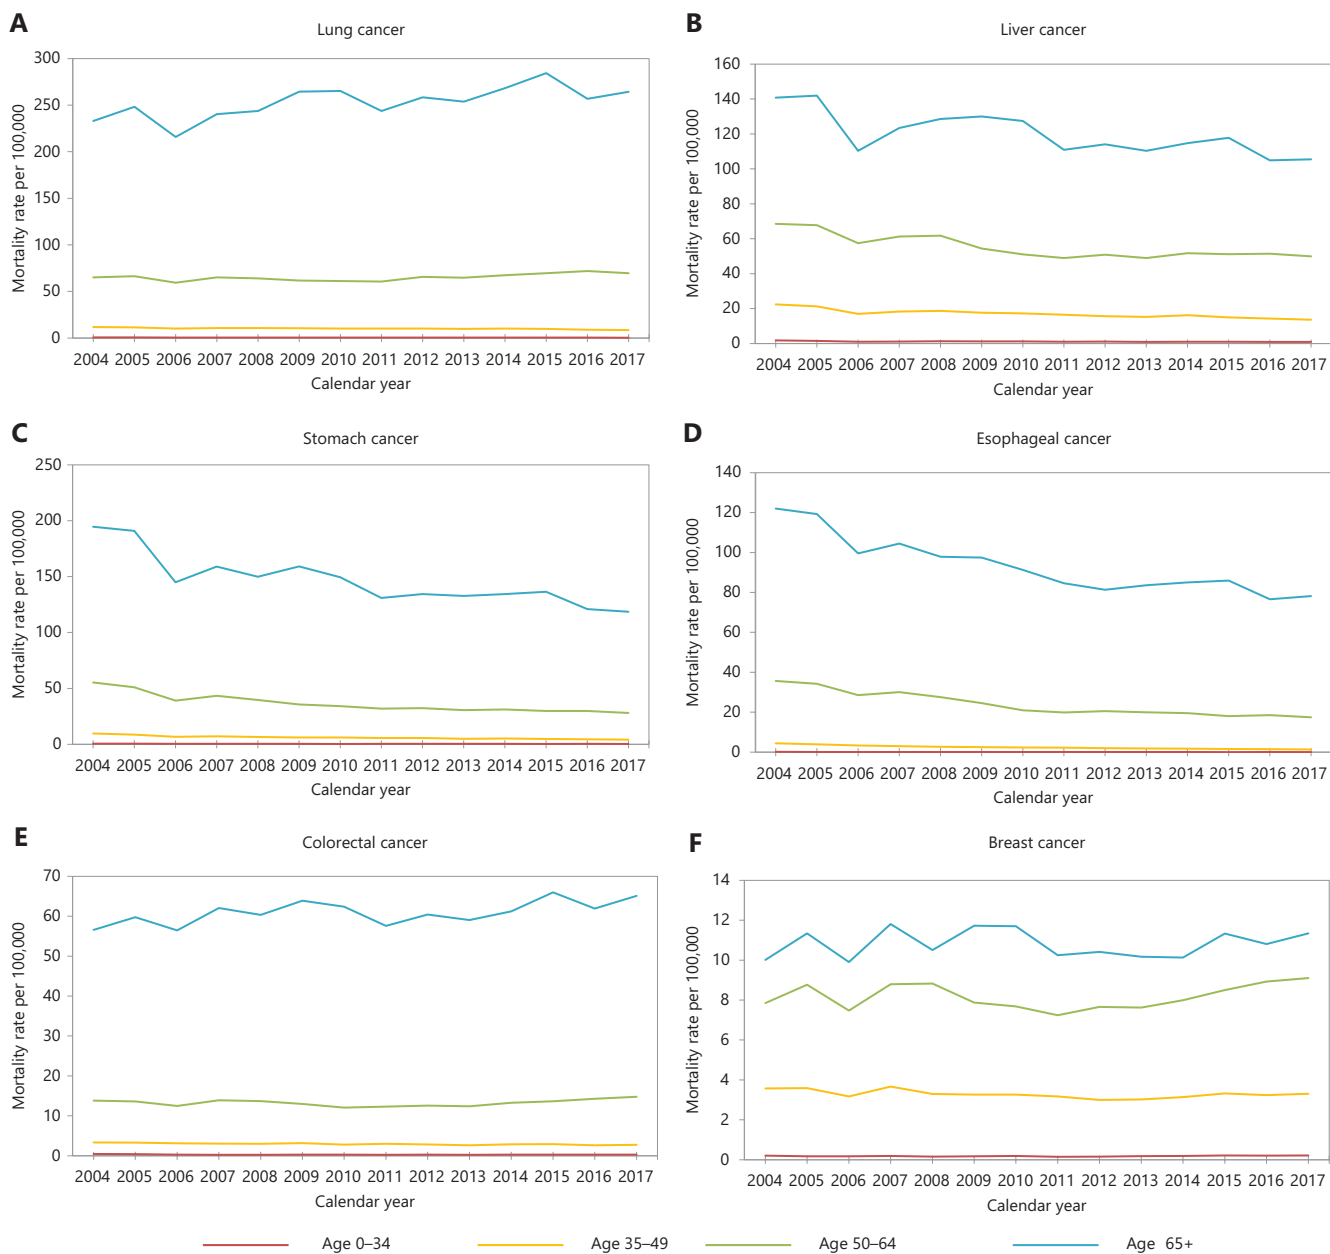 A
Lung cancer
Mortality rate per 100,000
300
250
200
150
100
50
0
2004 2005 2006 2007 2008 2009 2010 2011 2012 2013 2014 2015 2016 2017
Calendar year
B
Liver cancer
Mortality rate per 100,000
160
140
120
100
80
60
40
20
0
2004 2005 2006 2007 2008 2009 2010 2011 2012 2013 2014 2015 2016 2017
Calendar year
C
Stomach cancer
Mortality rate per 100,000
250
200
150
100
50
0
2004 2005 2006 2007 2008 2009 2010 2011 2012 2013 2014 2015 2016 2017
Calendar year
D
Esophageal cancer
Mortality rate per 100,000
140
120
100
80
60
40
20
0
2004 2005 2006 2007 2008 2009 2010 2011 2012 2013 2014 2015 2016 2017
Calendar year
E
Colorectal cancer
Mortality rate per 100,000
70
60
50
40
30
20
10
0
2004 2005 2006 2007 2008 2009 2010 2011 2012 2013 2014 2015 2016 2017
Calendar year
F
Breast cancer
Mortality rate per 100,000
14
12
10
8
6
4
2
0
2004 2005 2006 2007 2008 2009 2010 2011 2012 2013 2014 2015 2016 2017
Calendar year
Age 0–34 Age 35–49 Age 50–64 Age 65+